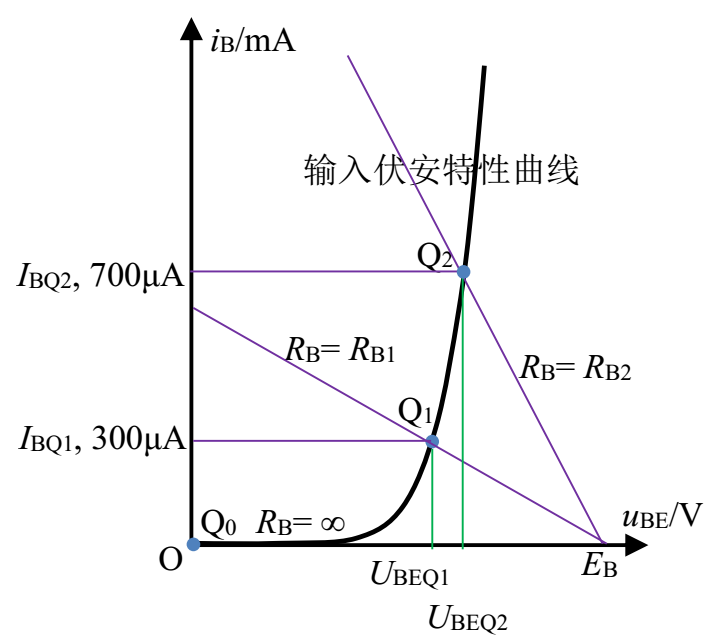 iB/mA
输入伏安特性曲线
Q2
IBQ2, 700μA
RB= RB1
RB= RB2
Q1
IBQ1, 300μA
Q0 RB= ∞
uBE/V
O
EB
UBEQ1
UBEQ2